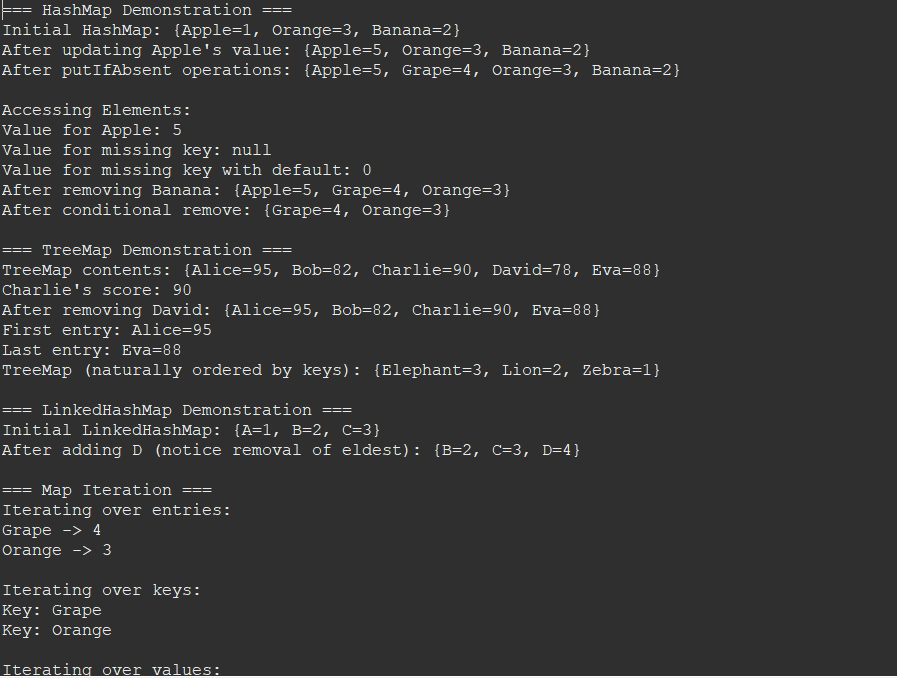 === HashMap Demonstration ===
Initial HashMap: {Apple=1, Orange=3, Banana=2}
After updating Apple's value: {Apple=5, Orange=3, Banana=2}
After putIfAbsent operations: {Apple=5, Grape=4, Orange=3, Banana=2}

Accessing Elements:
Value for Apple: 5
Value for missing key: null
Value for missing key with default: 0
After removing Banana: {Apple=5, Grape=4, Orange=3}
After conditional remove: {Grape=4, Orange=3}

=== TreeMap Demonstration ===
TreeMap contents: {Alice=95, Bob=82, Charlie=90, David=78, Eva=88}
Charlie's score: 90
After removing David: {Alice=95, Bob=82, Charlie=90, Eva=88}
First entry: Alice=95
Last entry: Eva=88
TreeMap (naturally ordered by keys): {Elephant=3, Lion=2, Zebra=1}

=== LinkedHashMap Demonstration ===
Initial LinkedHashMap: {A=1, B=2, C=3}
After adding D (notice removal of eldest): {B=2, C=3, D=4}

=== Map Iteration ===
Iterating over entries:
Grape -> 4
Orange -> 3

Iterating over keys:
Key: Grape
Key: Orange

Iterating over values: